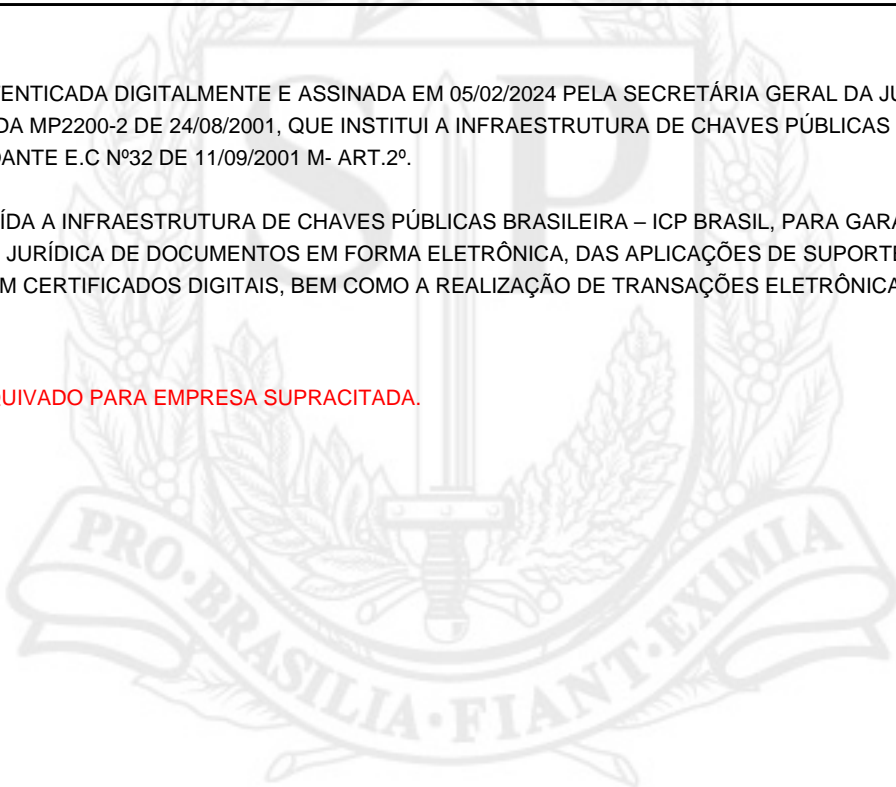 ENTICADA DIGITALMENTE E ASSINADA EM 05/02/2024 PELA SECRETÁRIA GERAL DA JU
DA MP2200-2 DE 24/08/2001, QUE INSTITUI A INFRAESTRUTURA DE CHAVES PÚBLICAS
DANTE E.C Nº32 DE 11/09/2001 M- ART.2º.
ÍDA A INFRAESTRUTURA DE CHAVES PÚBLICAS BRASILEIRA – ICP BRASIL, PARA GARA
JURÍDICA DE DOCUMENTOS EM FORMA ELETRÔNICA, DAS APLICAÇÕES DE SUPORTE
M CERTIFICADOS DIGITAIS, BEM COMO A REALIZAÇÃO DE TRANSAÇÕES ELETRÔNICA
UIVADO PARA EMPRESA SUPRACITADA.
SP
PRO·BRASILIA·FIANT·EXIMIA